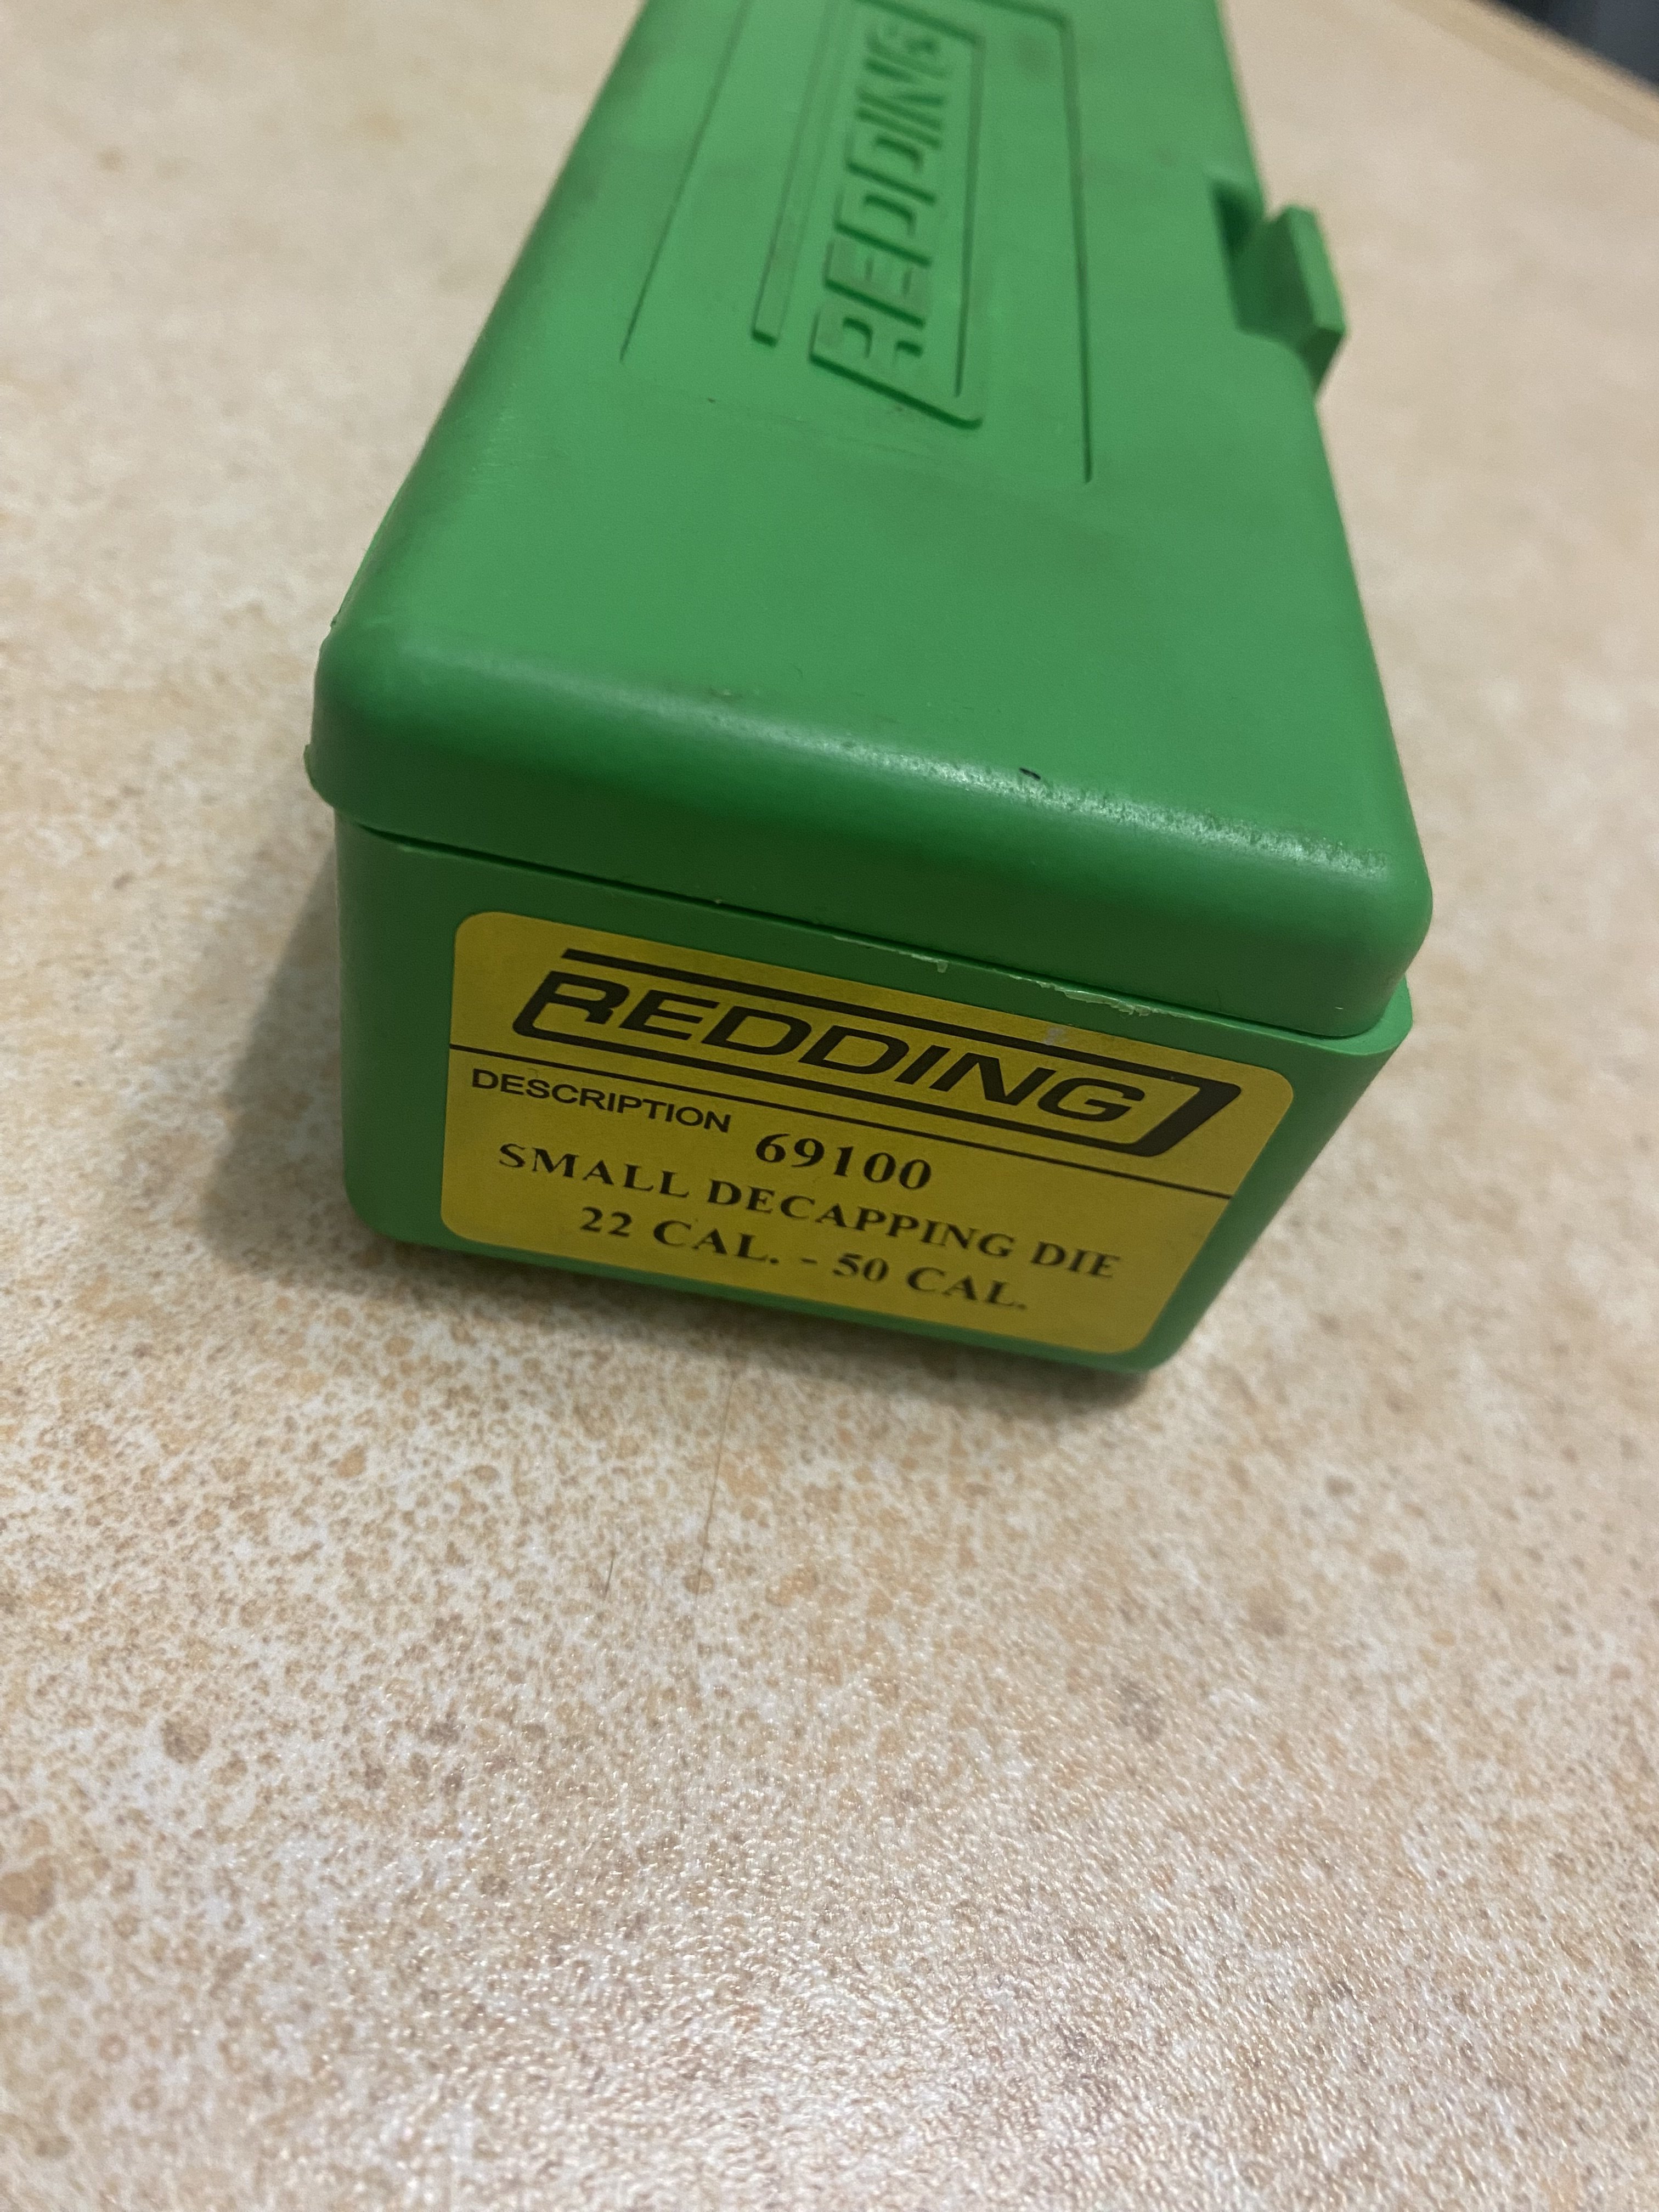 REDDING
REDDING
DESCRIPTION 69100
SMALL DECAPPING DIE
22 CAL. - 50 CAL.